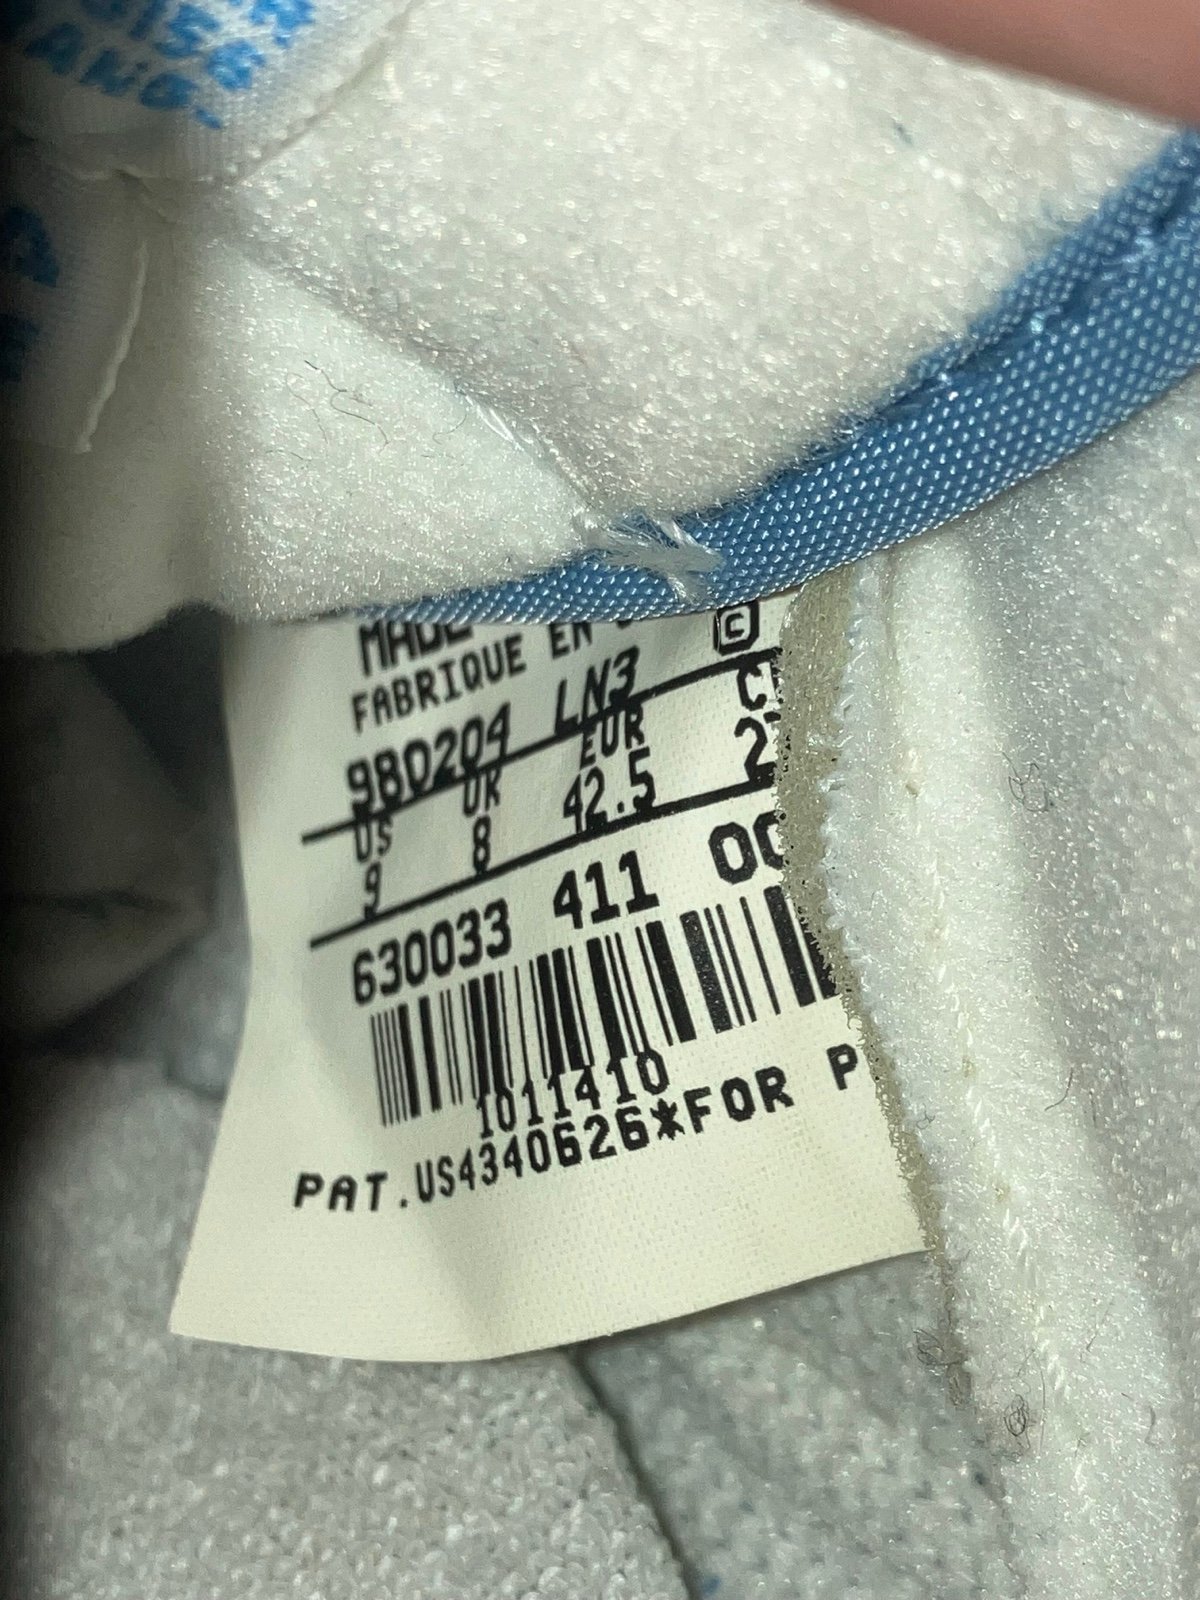 FABRIQUE EN
©
980204 LN3
US UK EUR
9 8 42.5
630033 411
1011410
PAT.US4340626*FOR